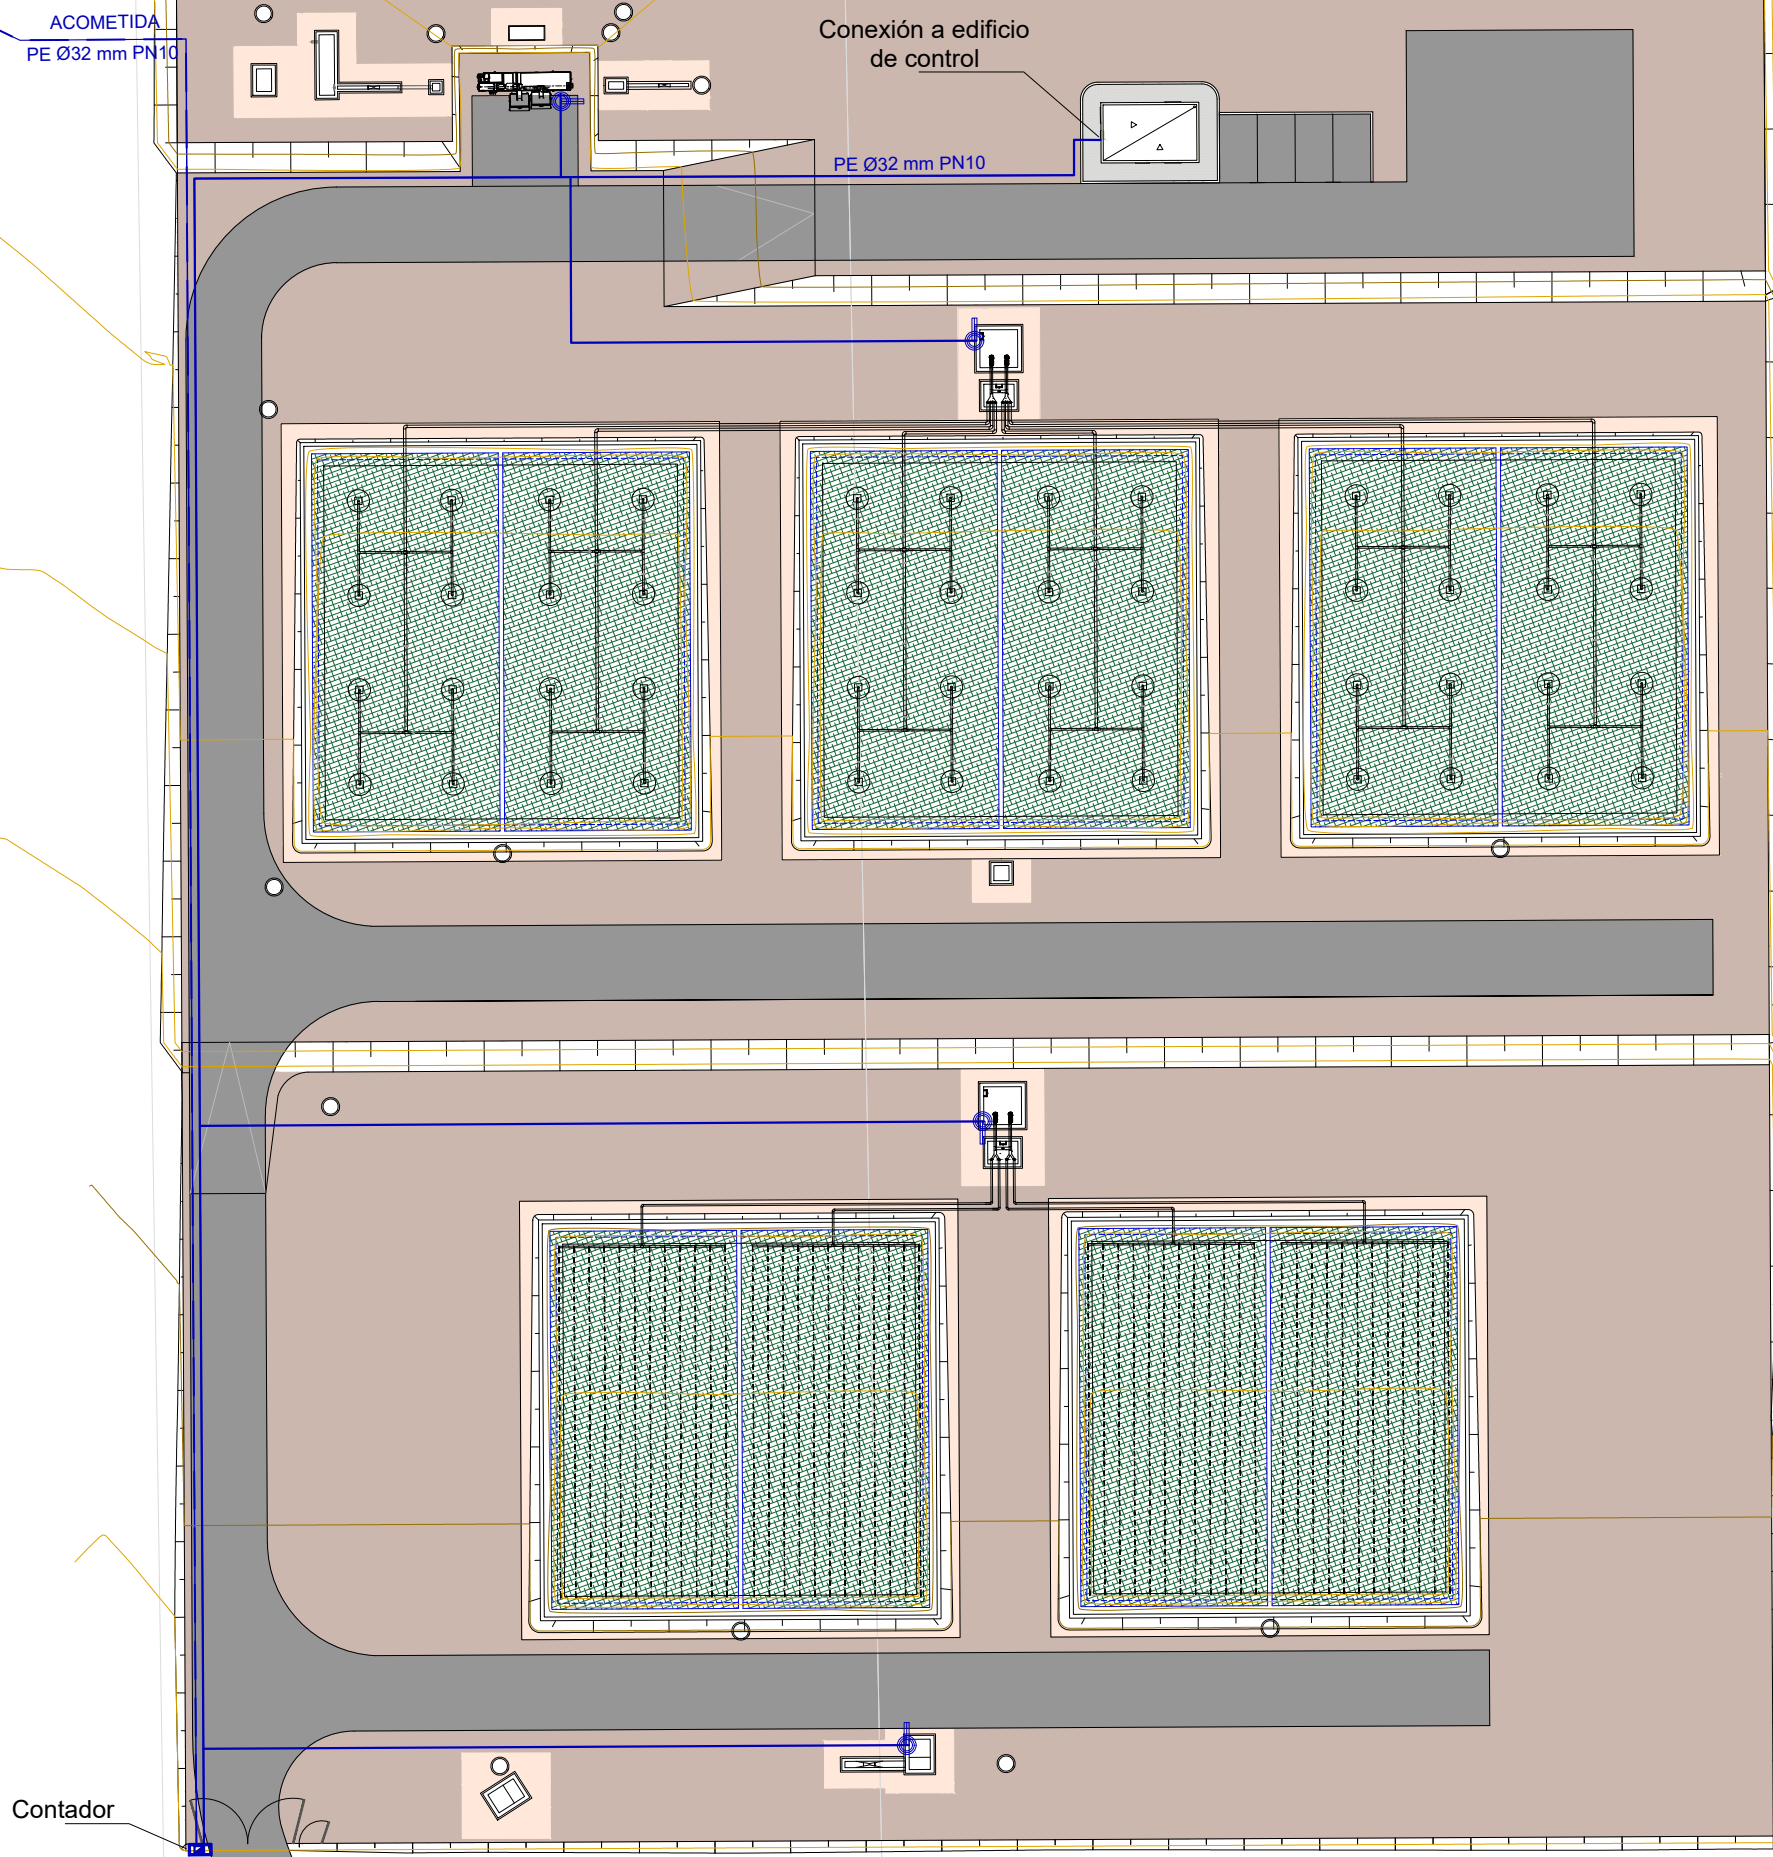 ACOMETIDA
PE Ø32 mm PN10
Conexión a edificio
de control
PE Ø32 mm PN10
Contador